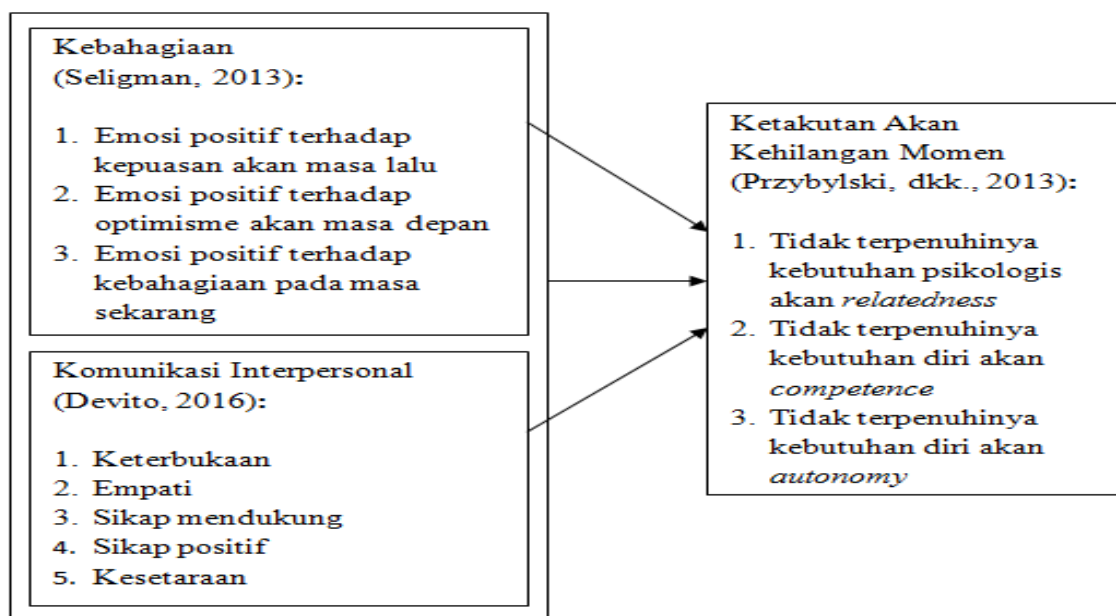 Kebahagiaan
(Seligman, 2013):
1. Emosi positif terhadap
kepuasan akan masa lalu
2. Emosi positif terhadap
optimisme akan masa depan
3. Emosi positif terhadap
kebahagiaan pada masa
sekarang
Komunikasi Interpersonal
(Devito, 2016):
1. Keterbukaan
2. Empati
3. Sikap mendukung
4. Sikap positif
5. Kesetaraan
Ketakutan Akan
Kehilangan Momen
(Przybylski, dkk., 2013):
1. Tidak terpenuhinya
kebutuhan psikologis
akan relatedness
2. Tidak terpenuhinya
kebutuhan diri akan
competence
3. Tidak terpenuhinya
kebutuhan diri akan
autonomy